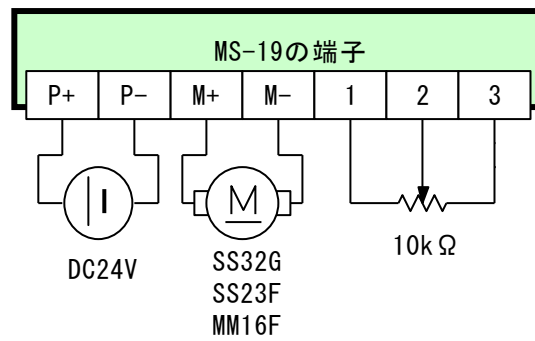 MS-19の端子
P+ P- M+ M- 1 2 3
M
DC24V
SS32G
SS23F
MM16F
10kΩ